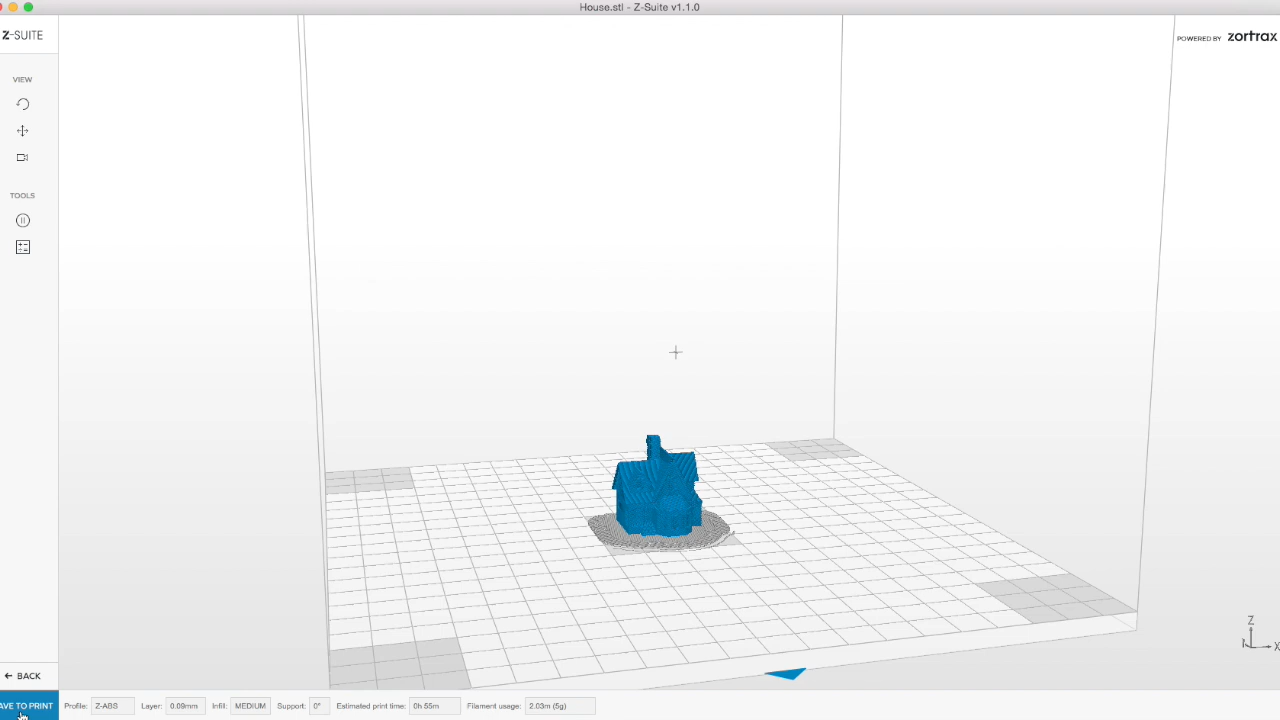 House.stl - Z-Suite v1.1.0
Z-SUITE
POWERED BY zortrax
VIEW
TOOLS
Z
X
BACK
AVE TO PRINT
Profile: Z-ABS Layer: 0.09mm Infill: MEDIUM Support: 0° Estimated print time: 0h 55m Filament usage: 2.03m (5g)